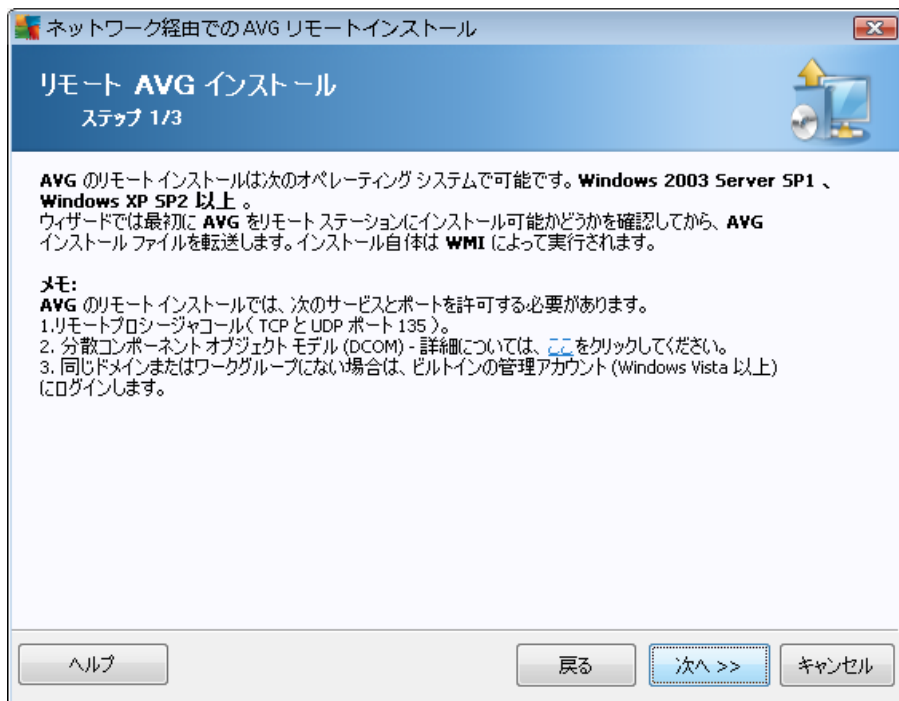 ネットワーク経由での AVG リモートインストール
リモート AVG インストール
ステップ 1/3
AVG のリモート インストールは次のオペレーティング システムで可能です。Windows 2003 Server SP1 、
Windows XP SP2 以上 。
ウィザードでは最初に AVG をリモート ステーションにインストール可能かどうかを確認してから、AVG
インストール ファイルを転送します。インストール自体は WMI によって実行されます。
メモ:
AVG のリモート インストールでは、次のサービスとポートを許可する必要があります。
1.リモートプロシージャコール( TCP と UDP ポート 135 )。
2. 分散コンポーネント オブジェクト モデル (DCOM) - 詳細については、ここをクリックしてください。
3. 同じドメインまたはワークグループにない場合は、ビルトインの管理アカウント (Windows Vista 以上)
にログインします。
ヘルプ
戻る
次へ >>
キャンセル